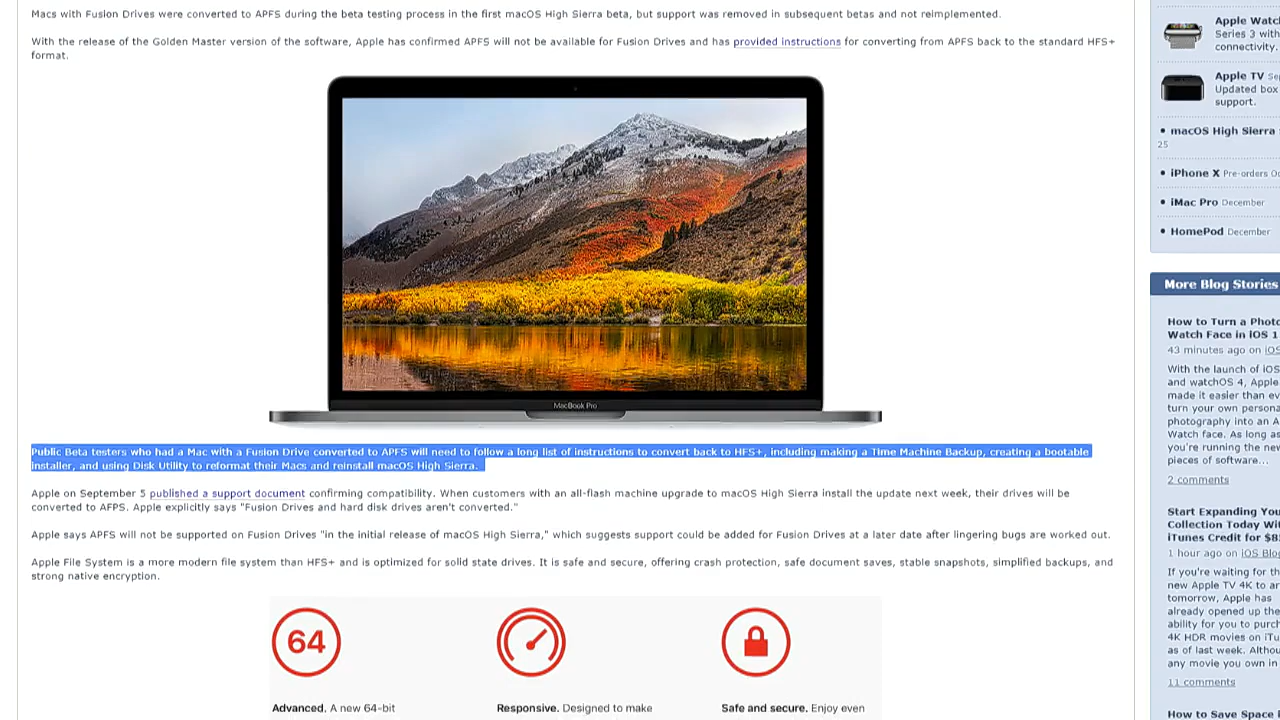 Macs with Fusion Drives were converted to APFS during the beta testing process in the first macOS High Sierra beta, but support was removed in subsequent betas and not reimplemented.
With the release of the Golden Master version of the software, Apple has confirmed APFS will not be available for Fusion Drives and has provided instructions for converting from APFS back to the standard HFS+
format.
MacBook Pro
Public Beta testers who had a Mac with a Fusion Drive converted to APFS will need to follow a long list of instructions to convert back to HFS+, including making a Time Machine Backup, creating a bootable
installer, and using Disk Utility to reformat their Macs and reinstall macOS High Sierra.
Apple on September 5 published a support document confirming compatibility. When customers with an all-flash machine upgrade to macOS High Sierra install the update next week, their drives will be
converted to AFPS. Apple explicitly says "Fusion Drives and hard disk drives aren't converted."
Apple says APFS will not be supported on Fusion Drives "in the initial release of macOS High Sierra," which suggests support could be added for Fusion Drives at a later date after lingering bugs are worked out.
Apple File System is a more modern file system than HFS+ and is optimized for solid state drives. It is safe and secure, offering crash protection, safe document saves, stable snapshots, simplified backups, and
strong native encryption.
64
Advanced. A new 64-bit
Responsive. Designed to make
Safe and secure. Enjoy even
Apple Watch
Series 3 with
connectivity.
Apple TV Sep
Updated box
support.
• macOS High Sierra
25
• iPhone X Pre-orders Oc
• iMac Pro December
• HomePod December
More Blog Stories
How to Turn a Photo
Watch Face in iOS 1
43 minutes ago on iOS
With the launch of iOS
and watchOS 4, Apple
made it easier than ev
turn your own persona
photography into an A
Watch face. As long as
you're running the new
pieces of software...
2 comments
Start Expanding You
Collection Today Wi
iTunes Credit for $8
1 hour ago on iOS Blog
If you're waiting for th
new Apple TV 4K to ar
tomorrow, Apple has
already opened up the
ability for you to purch
4K HDR movies on iTu
as of last week. Althou
any movie you own in
11 comments
How to Save Space